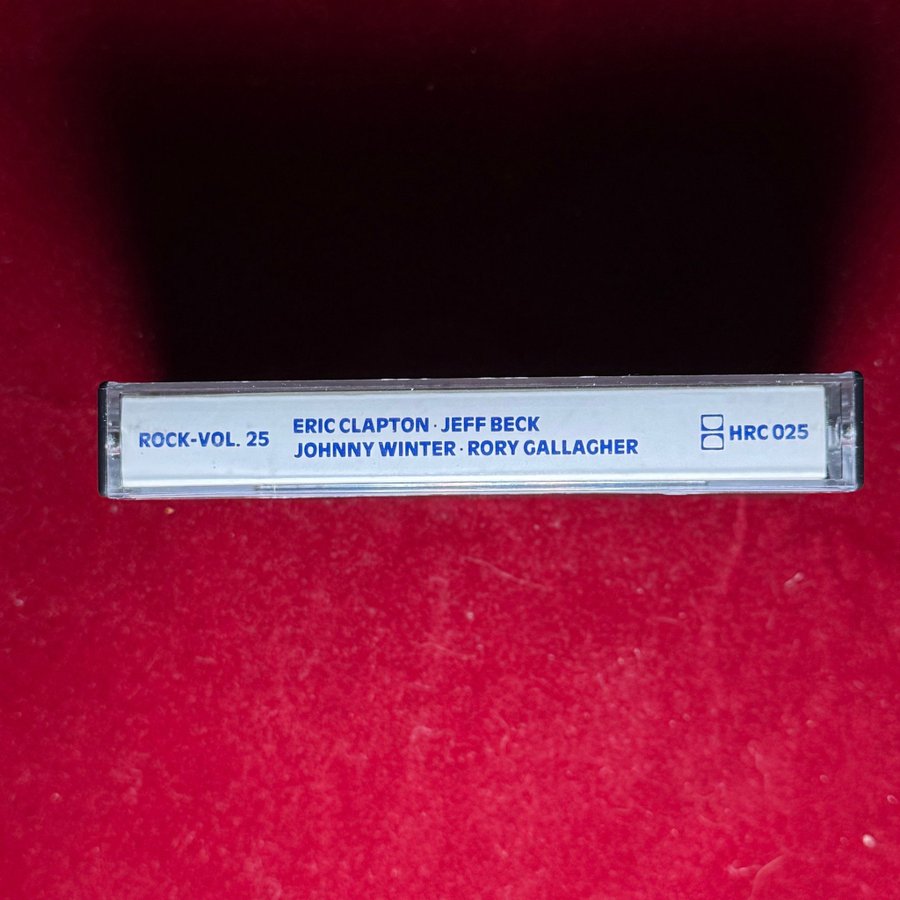 ROCK-VOL. 25
ERIC CLAPTON · JEFF BECK
JOHNNY WINTER · RORY GALLAGHER
HRC 025